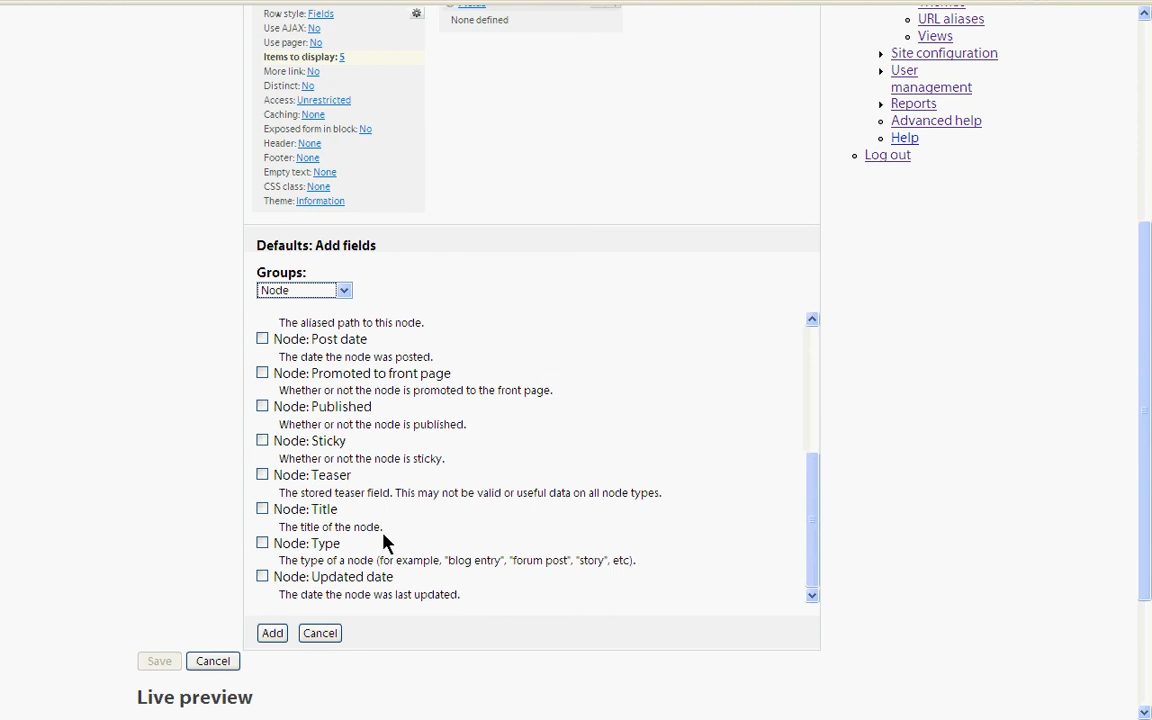 Row style: Fields
Use AJAX: No
Use pager: No
Items to display: 5
More link: No
Distinct: No
Access: Unrestricted
Caching: None
Exposed form in block: No
Header: None
Footer: None
Empty text: None
CSS class: None
Theme: Information
None defined
URL aliases
Views
Site configuration
User
management
Reports
Advanced help
Help
Log out
Defaults: Add fields
Groups:
Node
The aliased path to this node.
Node: Post date
The date the node was posted.
Node: Promoted to front page
Whether or not the node is promoted to the front page.
Node: Published
Whether or not the node is published.
Node: Sticky
Whether or not the node is sticky.
Node: Teaser
The stored teaser field. This may not be valid or useful data on all node types.
Node: Title
The title of the node.
Node: Type
The type of a node (for example, "blog entry", "forum post", "story", etc).
Node: Updated date
The date the node was last updated.
Add
Cancel
Save
Cancel
Live preview